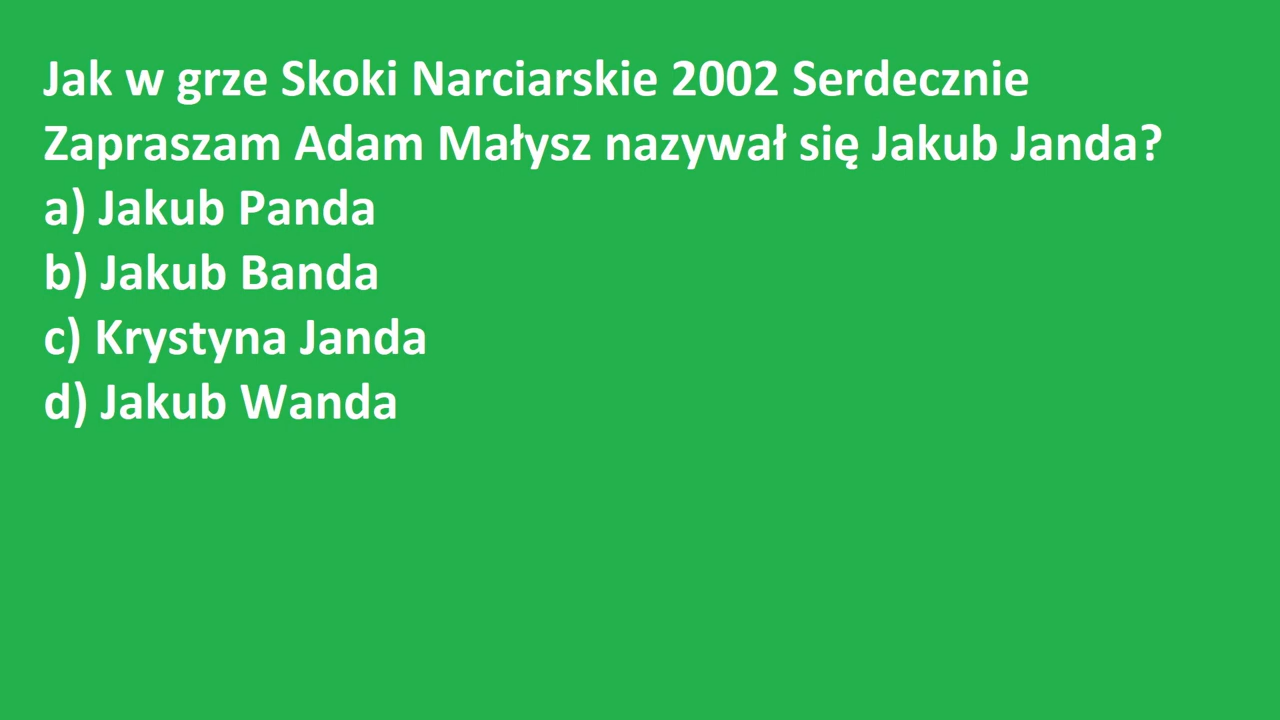 Jak w grze Skoki Narciarskie 2002 Serdecznie
Zapraszam Adam Małysz nazywał się Jakub Janda?
a) Jakub Panda
b) Jakub Banda
c) Krystyna Janda
d) Jakub Wanda